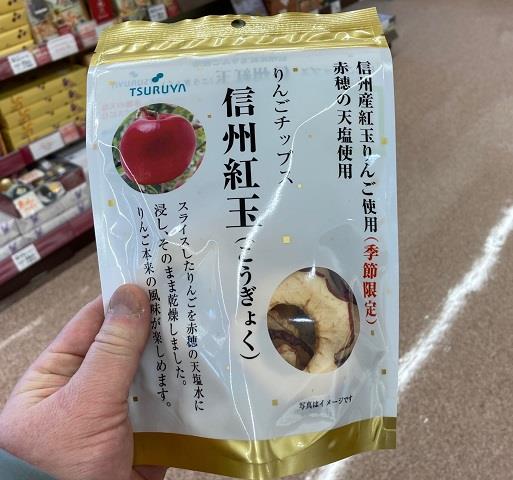 TSURUYA
信州産紅玉りんご使用(季節限定)
赤穂の天塩使用
りんごチップス
信州紅玉(こうぎょく)
スライスしたりんごを赤穂の天塩水に
浸し、そのまま乾燥しました。
りんご本来の風味が楽しめます。
写真はイメージです